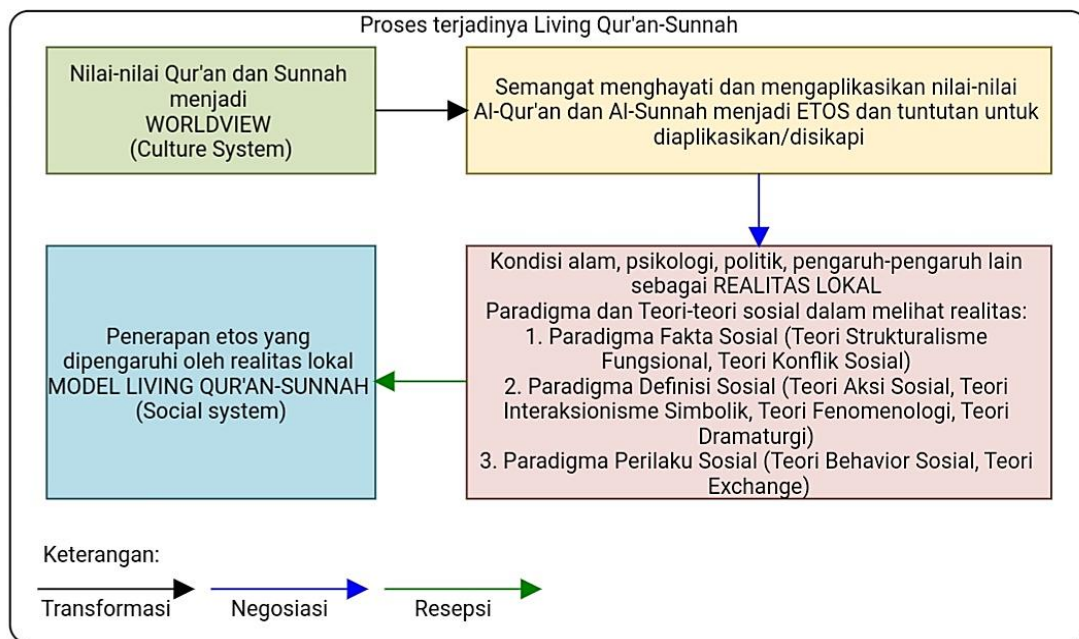 Proses terjadinya Living Qur'an-Sunnah
Nilai-nilai Qur'an dan Sunnah
menjadi
WORLDVIEW
(Culture System)
Semangat menghayati dan mengaplikasikan nilai-nilai
Al-Qur'an dan Al-Sunnah menjadi ETOS dan tuntutan untuk
diaplikasikan/disikapi
Penerapan etos yang
dipengaruhi oleh realitas lokal
MODEL LIVING QUR'AN-SUNNAH
(Social system)
Kondisi alam, psikologi, politik, pengaruh-pengaruh lain
sebagai REALITAS LOKAL
Paradigma dan Teori-teori sosial dalam melihat realitas:
1. Paradigma Fakta Sosial (Teori Strukturalisme
Fungsional, Teori Konflik Sosial)
2. Paradigma Definisi Sosial (Teori Aksi Sosial, Teori
Interaksionisme Simbolik, Teori Fenomenologi, Teori
Dramaturgi)
3. Paradigma Perilaku Sosial (Teori Behavior Sosial, Teori
Exchange)
Keterangan:
Transformasi
Negosiasi
Resepsi